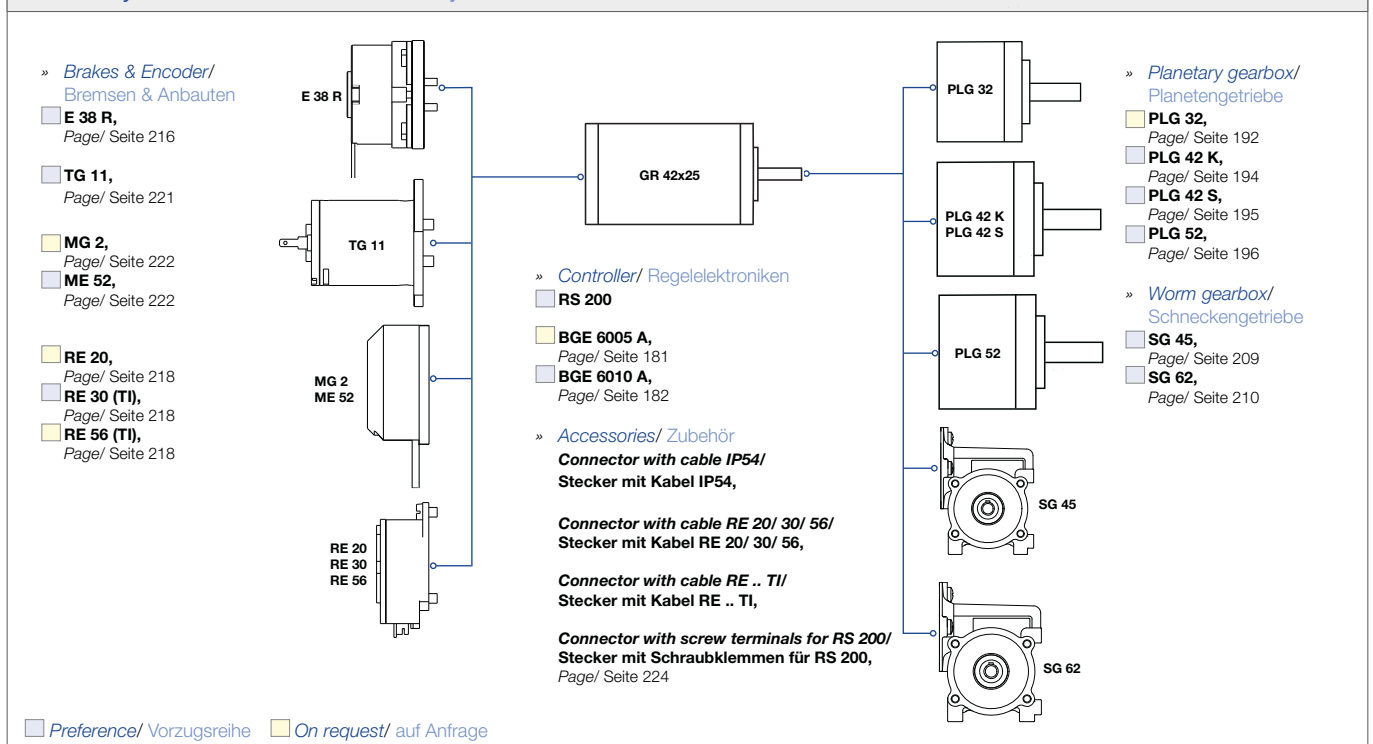 » Brakes & Encoder/
Bremsen & Anbauten
E 38 R,
Page/ Seite 216
TG 11,
Page/ Seite 221
MG 2,
Page/ Seite 222
ME 52,
Page/ Seite 222
RE 20,
Page/ Seite 218
RE 30 (TI),
Page/ Seite 218
RE 56 (TI),
Page/ Seite 218
E 38 R
TG 11
MG 2
ME 52
RE 20
RE 30
RE 56
GR 42x25
» Controller/ Regelelektroniken
RS 200
BGE 6005 A,
Page/ Seite 181
BGE 6010 A,
Page/ Seite 182
» Accessories/ Zubehör
Connector with cable IP54/
Stecker mit Kabel IP54,
Connector with cable RE 20/ 30/ 56/
Stecker mit Kabel RE 20/ 30/ 56,
Connector with cable RE .. TI/
Stecker mit Kabel RE .. TI,
Connector with screw terminals for RS 200/
Stecker mit Schraubklemmen für RS 200,
Page/ Seite 224
PLG 32
PLG 42 K
PLG 42 S
PLG 52
SG 45
SG 62
» Planetary gearbox/
Planetengetriebe
PLG 32,
Page/ Seite 192
PLG 42 K,
Page/ Seite 194
PLG 42 S,
Page/ Seite 195
PLG 52,
Page/ Seite 196
» Worm gearbox/
Schneckengetriebe
SG 45,
Page/ Seite 209
SG 62,
Page/ Seite 210
Preference/ Vorzugsreihe On request/ auf Anfrage